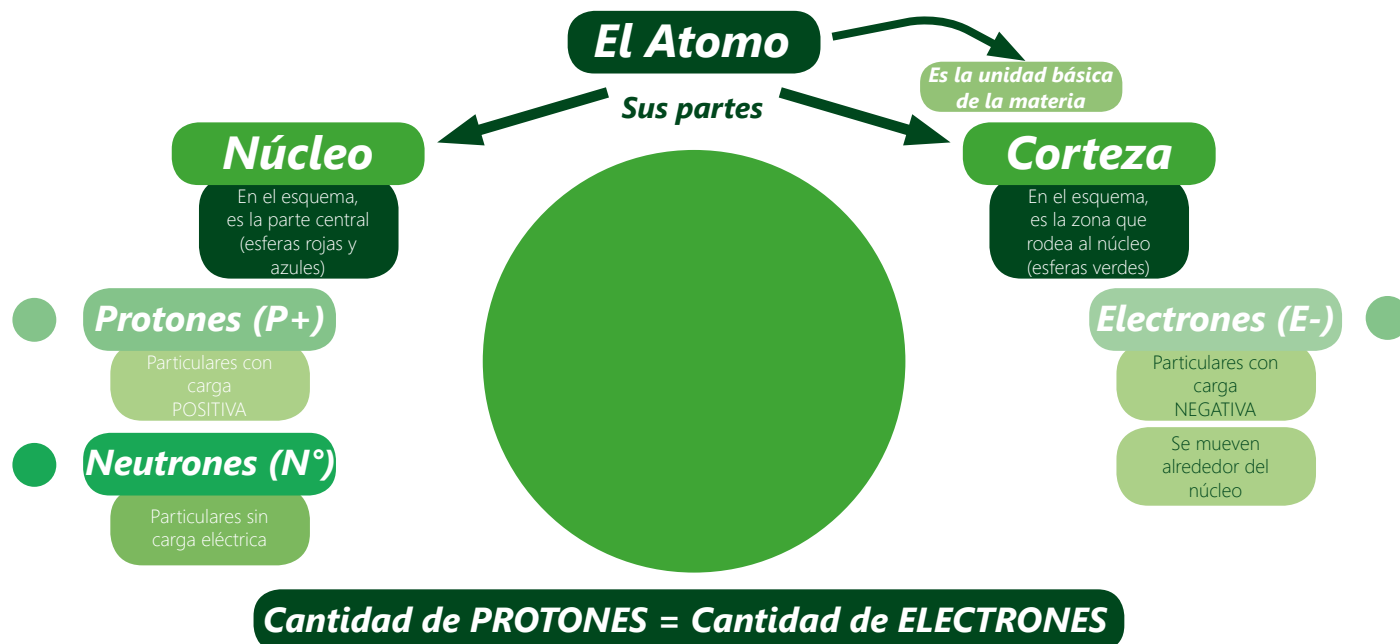 El Atomo
Es la unidad básica
de la materia
Sus partes
Núcleo
En el esquema,
es la parte central
(esferas rojas y
azules)
Protones (P+)
Particulares con
carga
POSITIVA
Neutrones (N°)
Particulares sin
carga eléctrica
Corteza
En el esquema,
es la zona que
rodea al núcleo
(esferas verdes)
Electrones (E-)
Particulares con
carga
NEGATIVA
Se mueven
alrededor del
núcleo
Cantidad de PROTONES = Cantidad de ELECTRONES